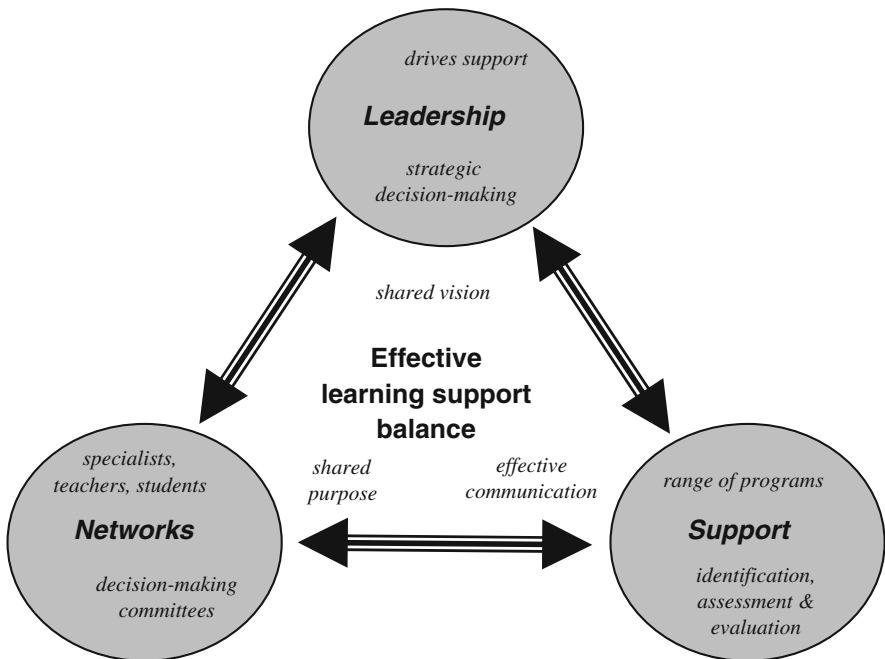 drives support
Leadership
strategic
decision-making
shared vision
Effective
learning support
balance
shared
purpose
effective
communication
specialists,
teachers, students
Networks
decision-making
committees
range of programs
Support
identification,
assessment &
evaluation